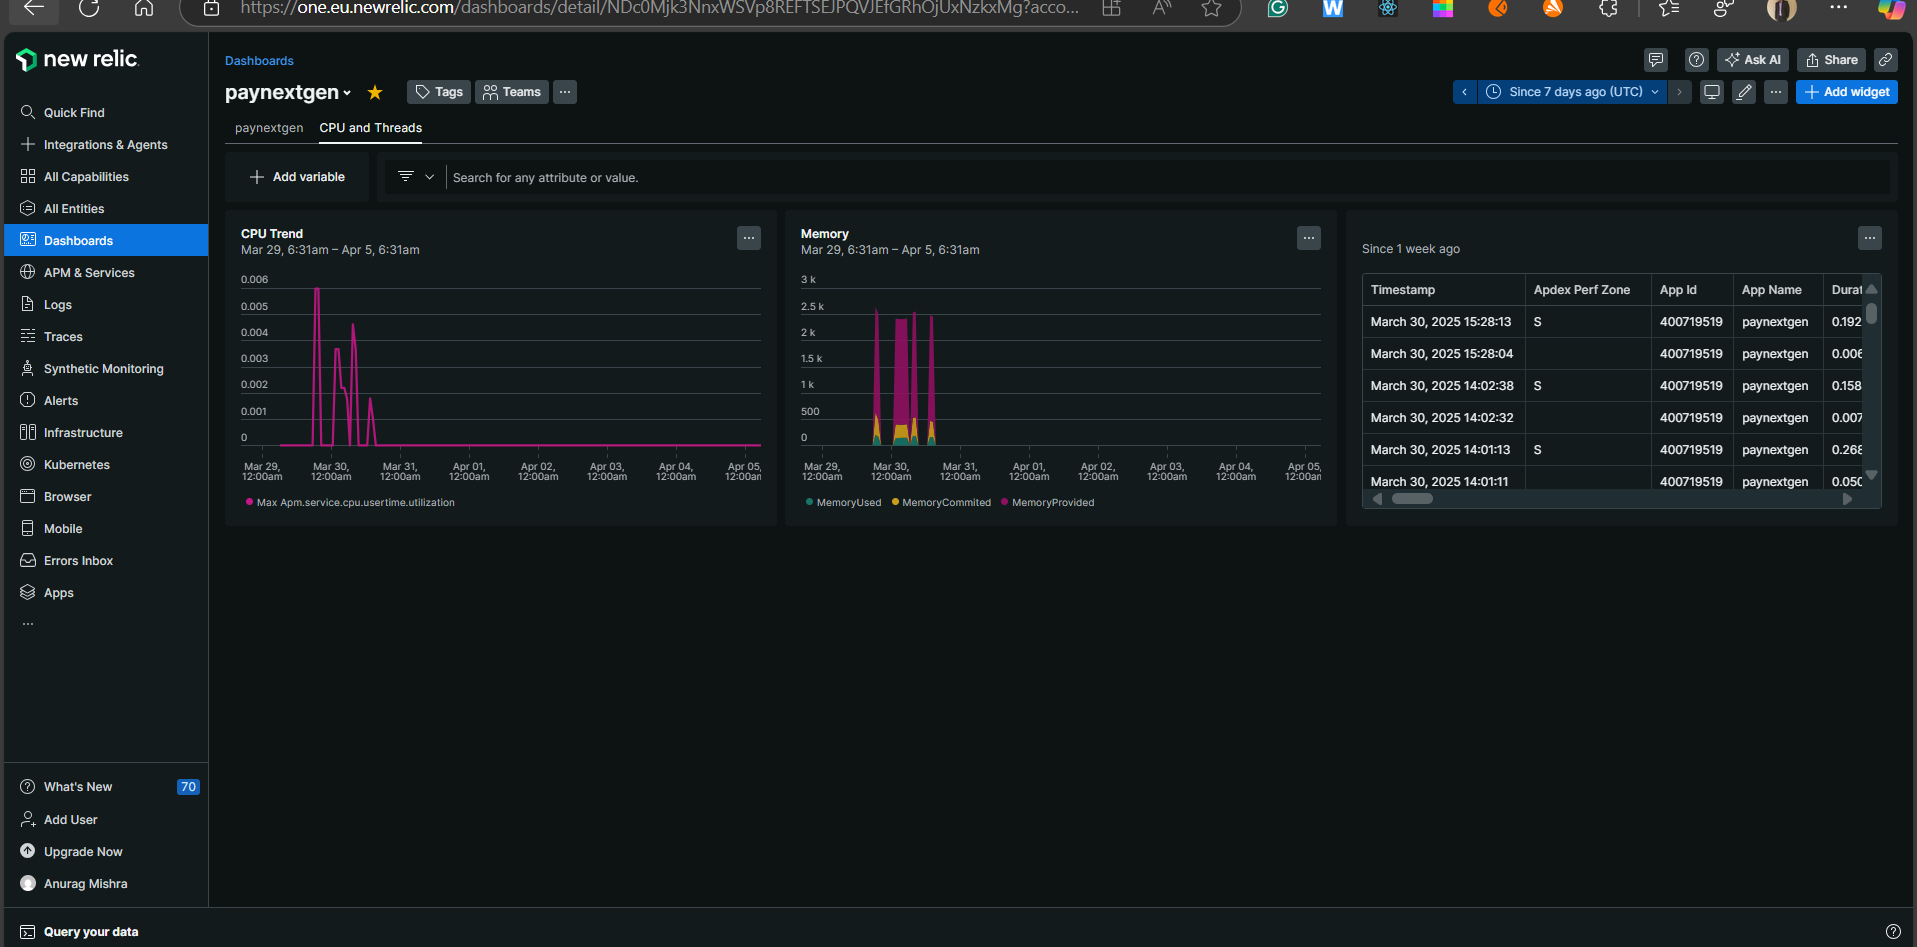 https://one.eu.newrelic.com/dashboards/detail/NDc0Mjk3NnxWSVp8REFTSEJPQVJEfGRhOjUxNzkxMg?acco...
new relic
Quick Find
Integrations & Agents
All Capabilities
All Entities
Dashboards
APM & Services
Logs
Traces
Synthetic Monitoring
Alerts
Infrastructure
Kubernetes
Browser
Mobile
Errors Inbox
Apps
...
What's New 70
Add User
Upgrade Now
Anurag Mishra
Query your data
Dashboards
Ask AI
Share
paynextgen
Tags
Teams
...
Since 7 days ago (UTC)
...
Add widget
paynextgen
CPU and Threads
Add variable
Search for any attribute or value.
CPU Trend
Mar 29, 6:31am – Apr 5, 6:31am
...
0.006
0.005
0.004
0.003
0.002
0.001
0
Mar 29, Mar 30, Mar 31, Apr 01, Apr 02, Apr 03, Apr 04, Apr 05,
12:00am 12:00am 12:00am 12:00am 12:00am 12:00am 12:00am 12:00am
Max Apm.service.cpu.usertime.utilization
Memory
Mar 29, 6:31am – Apr 5, 6:31am
...
3 k
2.5 k
2 k
1.5 k
1 k
500
0
Mar 29, Mar 30, Mar 31, Apr 01, Apr 02, Apr 03, Apr 04, Apr 05,
12:00am 12:00am 12:00am 12:00am 12:00am 12:00am 12:00am 12:00am
MemoryUsed MemoryCommited MemoryProvided
Since 1 week ago
...
Timestamp Apdex Perf Zone App Id App Name Durat
March 30, 2025 15:28:13 S 400719519 paynextgen 0.192
March 30, 2025 15:28:04 400719519 paynextgen 0.006
March 30, 2025 14:02:38 S 400719519 paynextgen 0.158
March 30, 2025 14:02:32 400719519 paynextgen 0.007
March 30, 2025 14:01:13 S 400719519 paynextgen 0.268
March 30, 2025 14:01:11 400719519 paynextgen 0.050